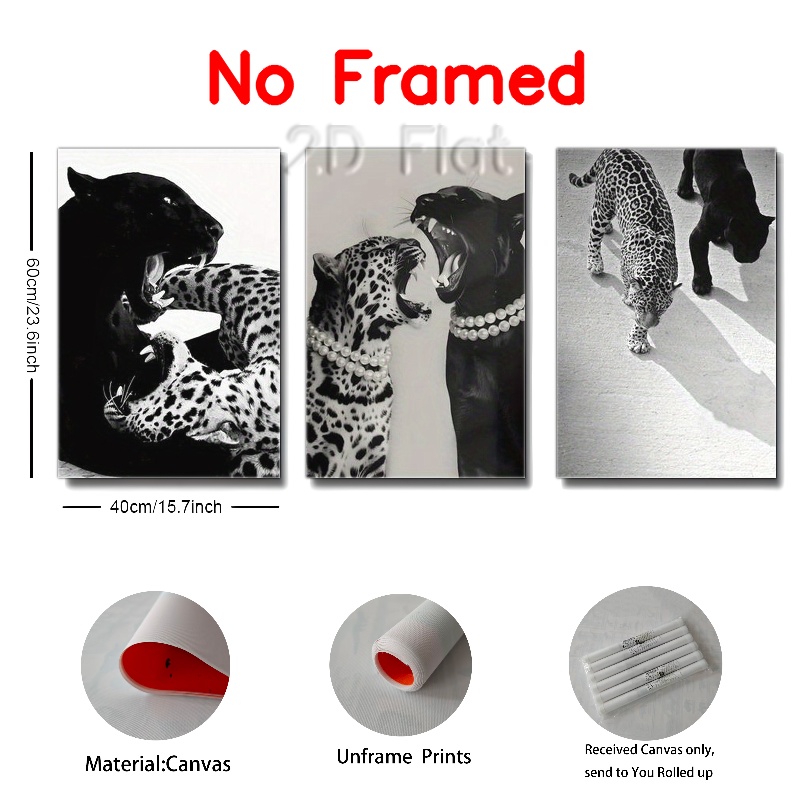 No Framed
2.D Flat.
60cm/23.6inch
40cm/15.7inch
Material:Canvas
Unframe Prints
Received Canvas only,
send to You Rolled up